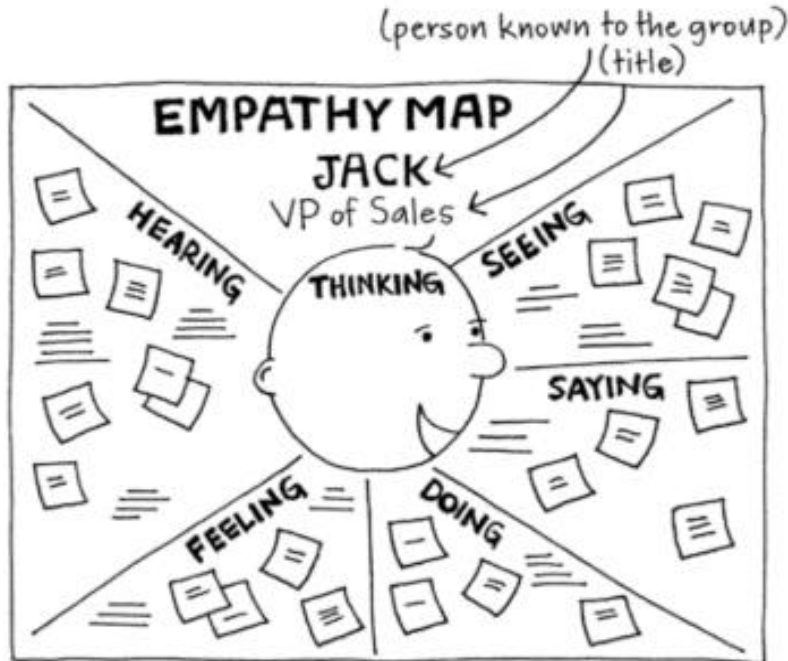 (person known to the group)
(title)
EMPATHY MAP
JACK
VP of Sales
HEARING
THINKING
SEEING
SAYING
FEELING
DOING